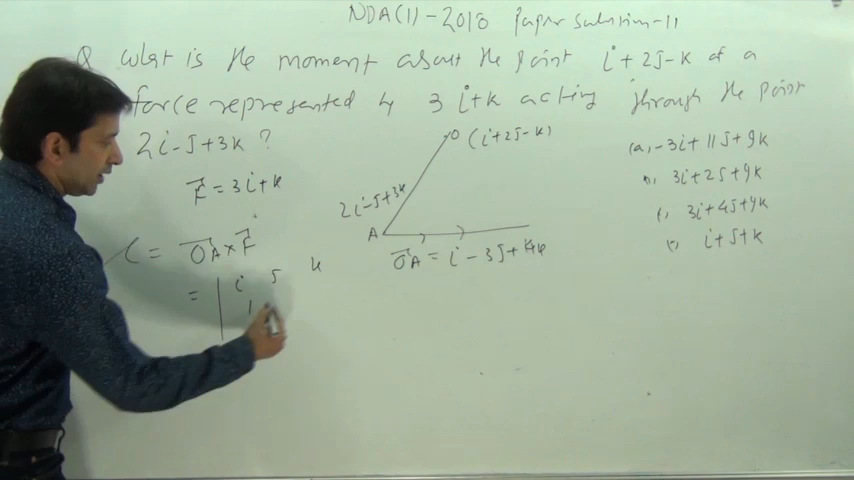 NDA(1)-2018 paper solution-11
Q What is the moment about the point i+2j-k of a
force represented by 3i+k acting through the point
2i-j+3k ?
O (i+2j-k)
(a) -3i+11j+9k
F = 3i+k
3i+2j+9k
2i-j+3k
3i+4j+9k
A
i+j+k
τ = OA×F
OA = i-3j+4k
= | i j k
1